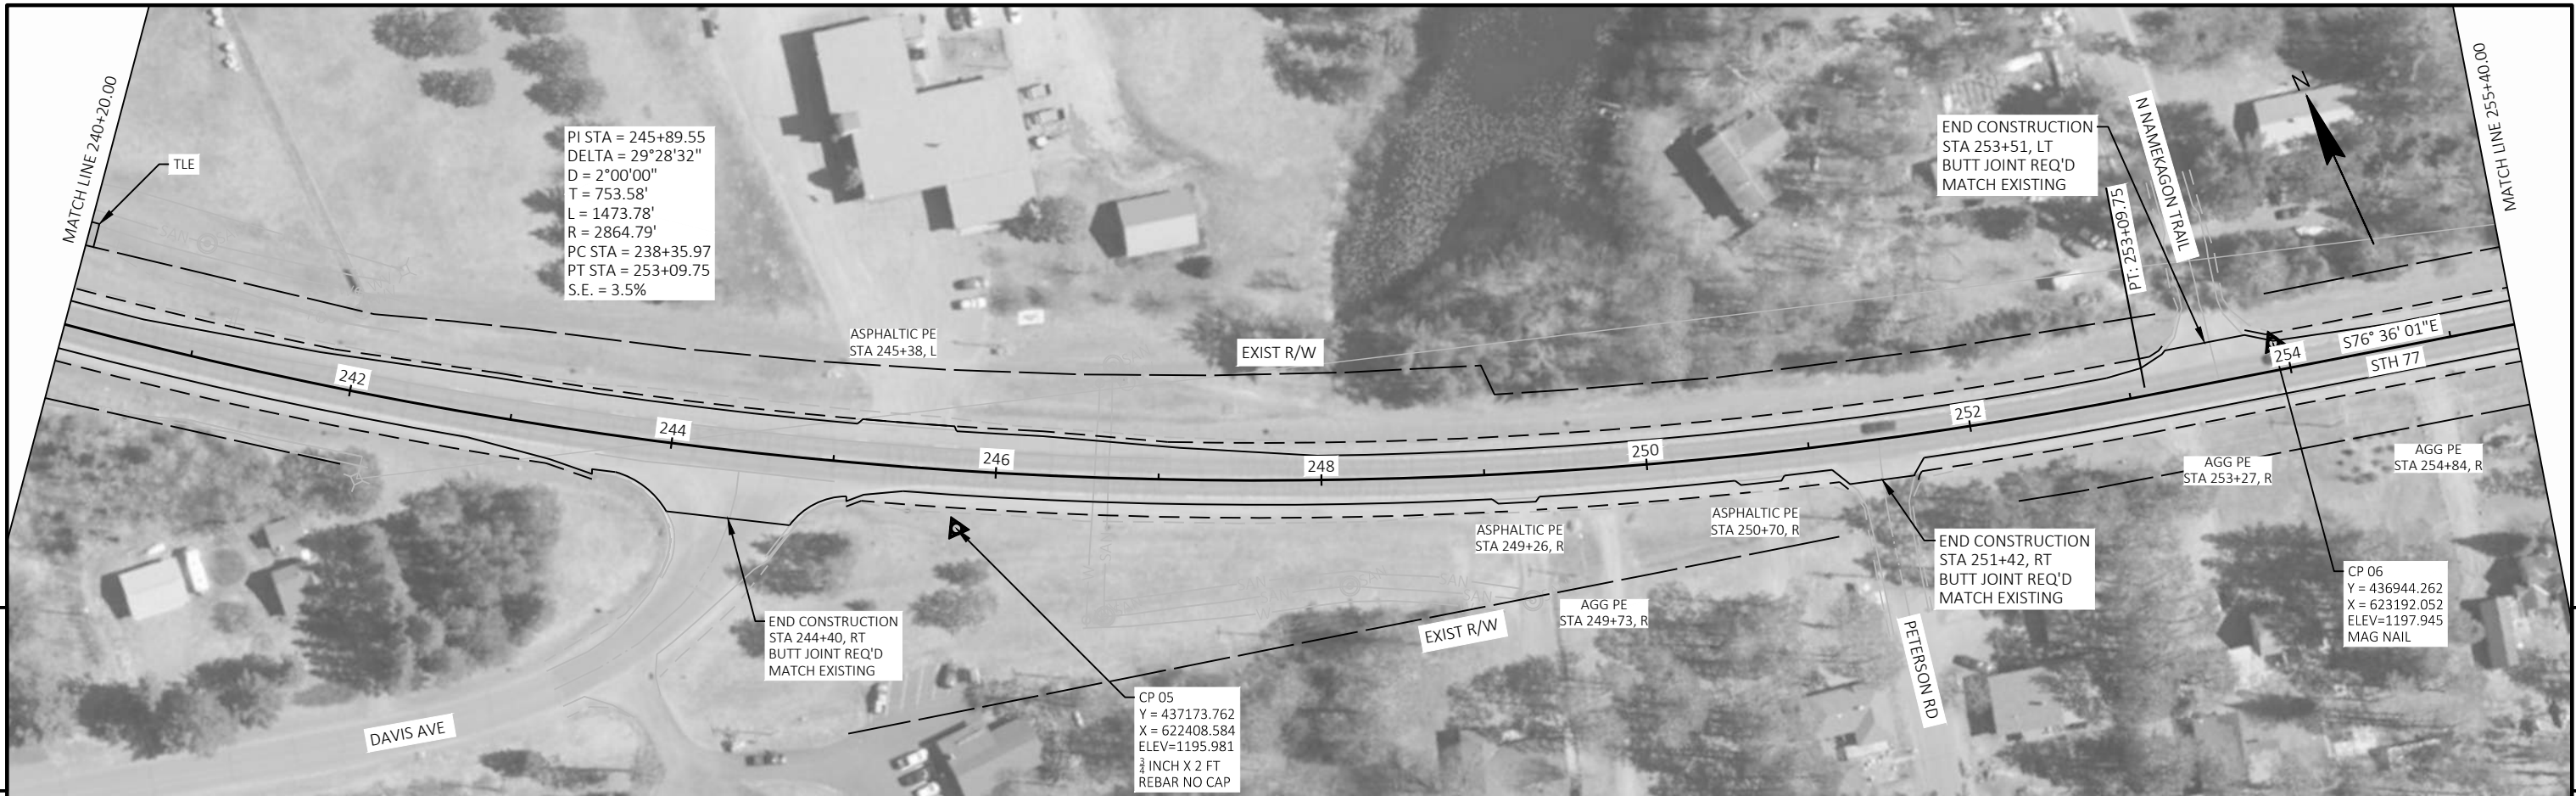 MATCH LINE 240+20.00
TLE
PI STA = 245+89.55
DELTA = 29°28'32"
D = 2°00'00"
T = 753.58'
L = 1473.78'
R = 2864.79'
PC STA = 238+35.97
PT STA = 253+09.75
S.E. = 3.5%
ASPHALTIC PE
STA 245+38, L
EXIST R/W
END CONSTRUCTION
STA 253+51, LT
BUTT JOINT REQ'D
MATCH EXISTING
PT: 253+09.75
N NAMEKAGON TRAIL
N
MATCH LINE 255+40.00
242
244
246
248
250
252
254
S76° 36' 01"E
STH 77
SAN
SAN
SAN
SAN
END CONSTRUCTION
STA 244+40, RT
BUTT JOINT REQ'D
MATCH EXISTING
DAVIS AVE
CP 05
Y = 437173.762
X = 622408.584
ELEV=1195.981
¾ INCH X 2 FT
REBAR NO CAP
EXIST R/W
ASPHALTIC PE
STA 249+26, R
AGG PE
STA 249+73, R
ASPHALTIC PE
STA 250+70, R
END CONSTRUCTION
STA 251+42, RT
BUTT JOINT REQ'D
MATCH EXISTING
PETERSON RD
AGG PE
STA 253+27, R
AGG PE
STA 254+84, R
CP 06
Y = 436944.262
X = 623192.052
ELEV=1197.945
MAG NAIL